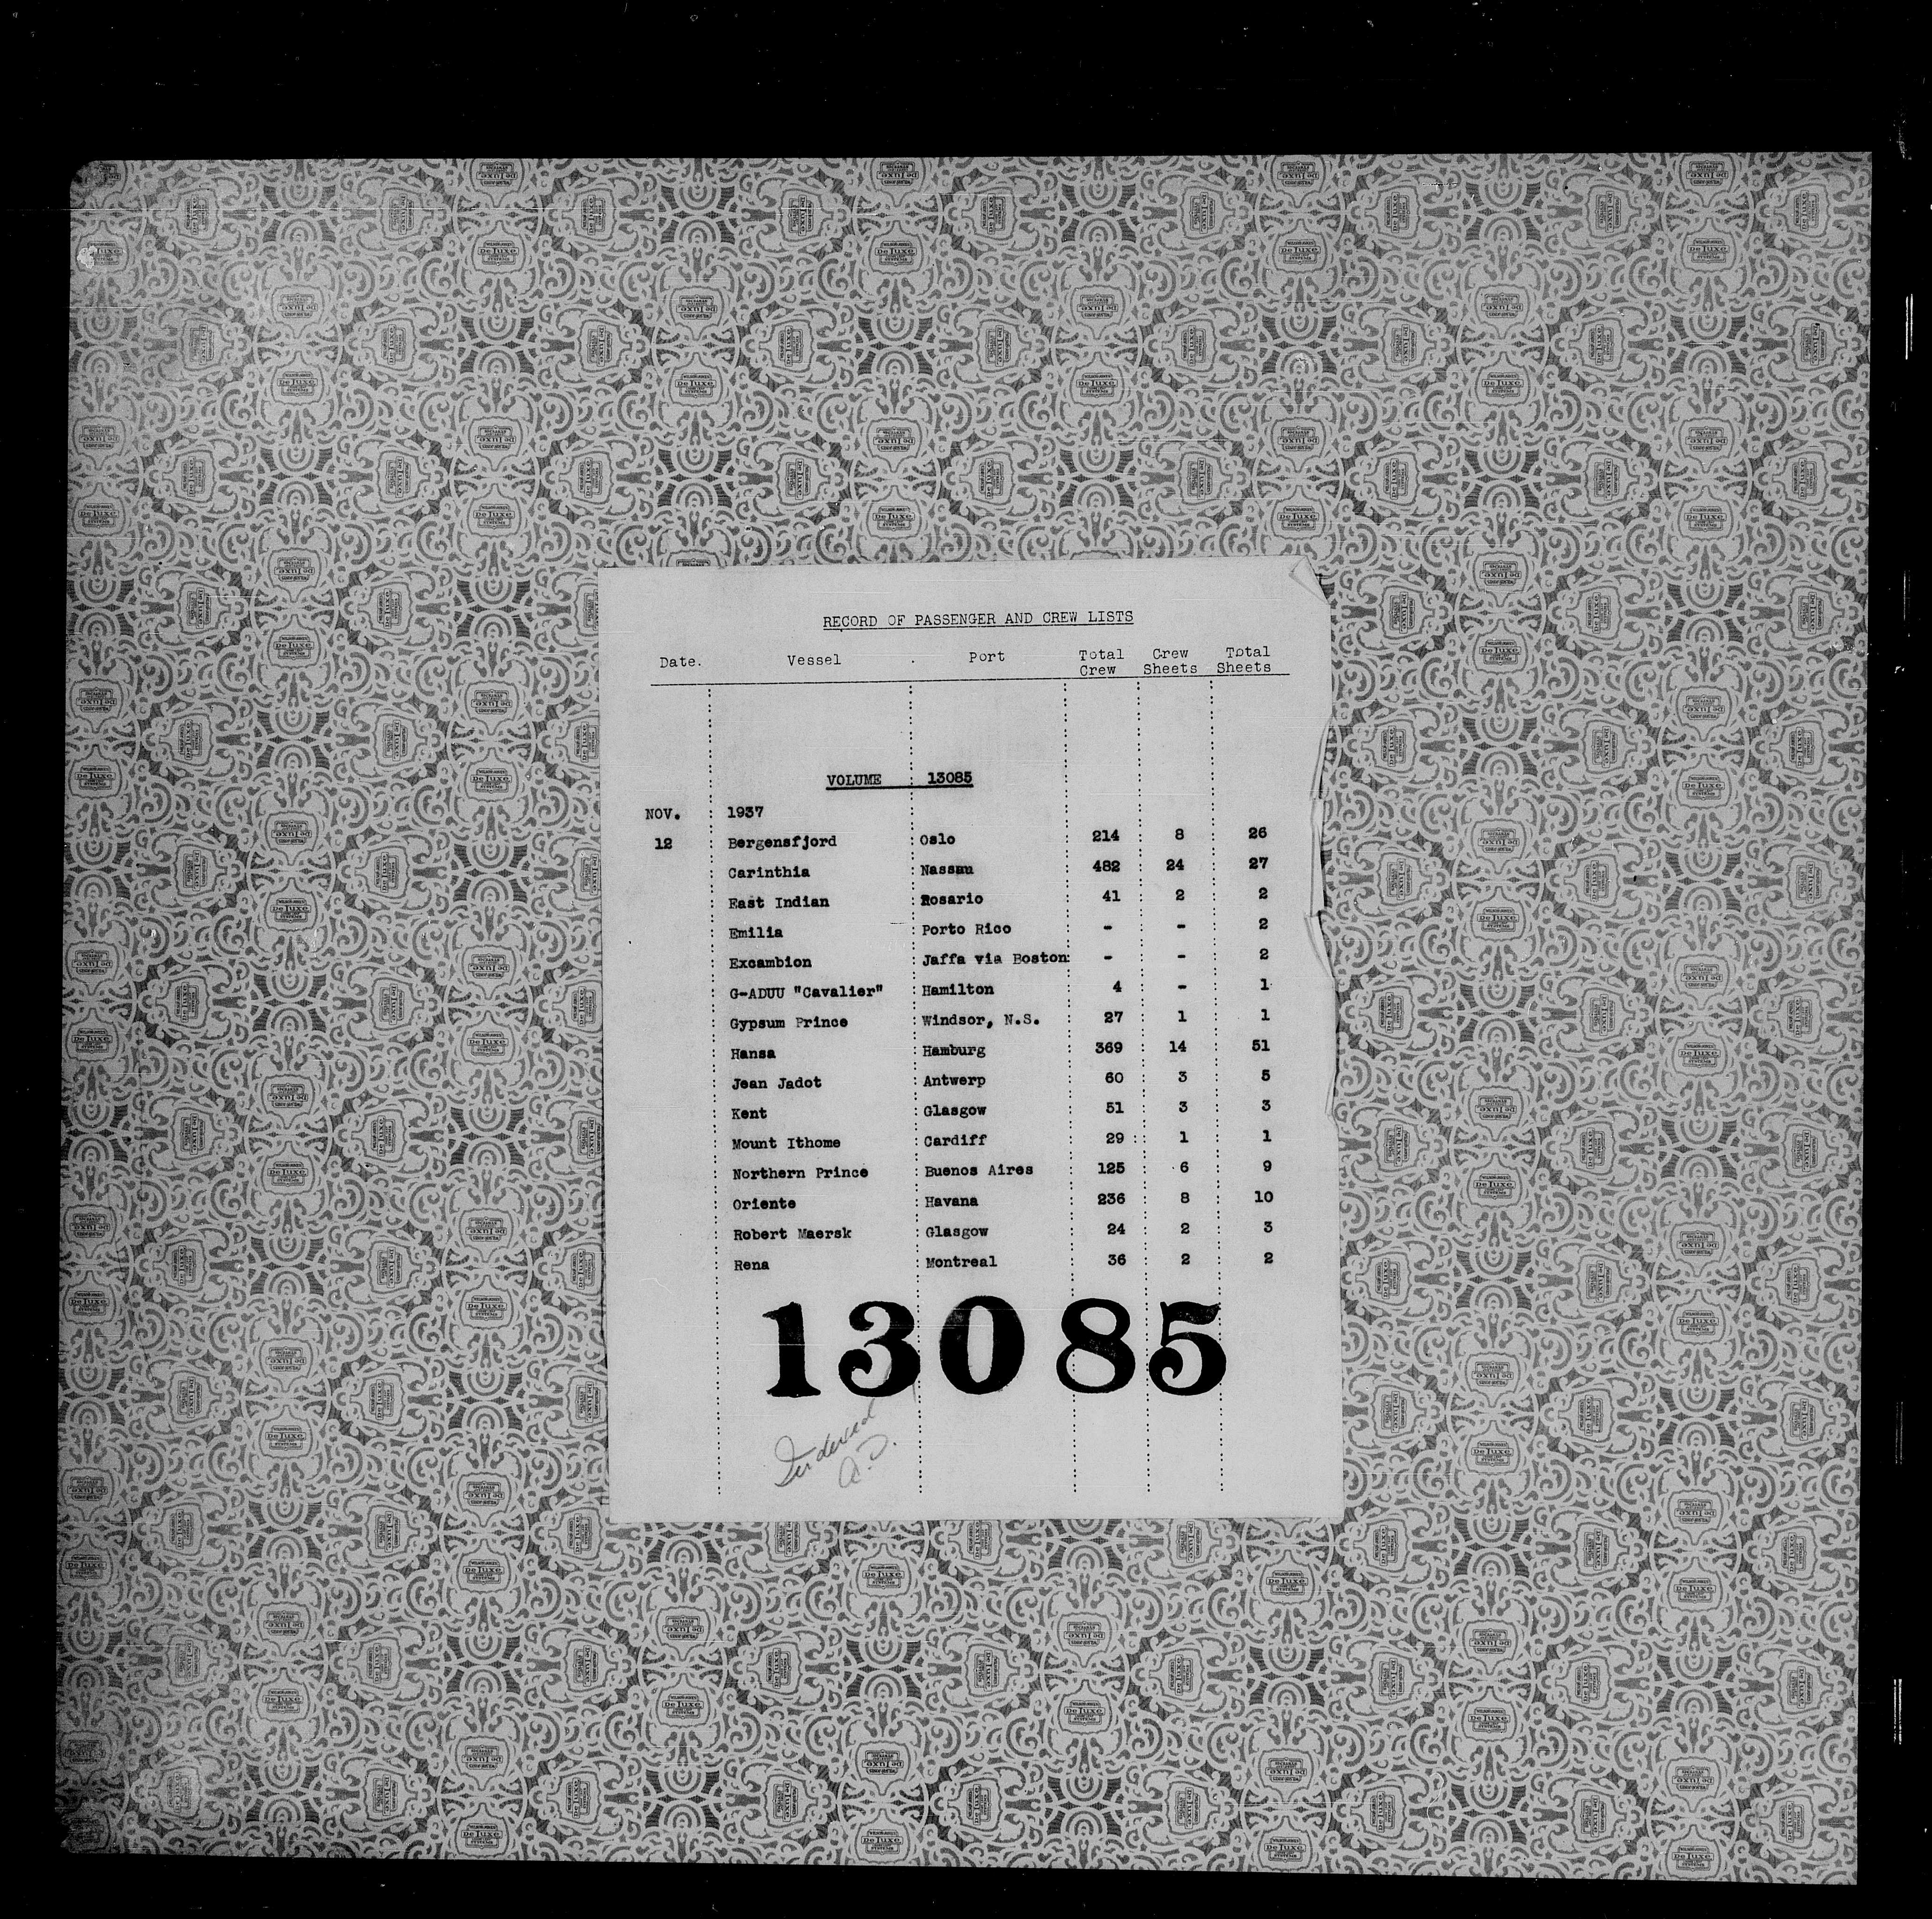 RECORD OF PASSENGER AND CREW LISTS
Date. Vessel Port Total Crew Crew Sheets Total Sheets
VOLUME 13085
NOV. 1937
12 Bergensfjord Oslo 214 8 26
Carinthia Nassau 482 24 27
East Indian Rosario 41 2 2
Emilia Porto Rico - - 2
Excambion Jaffa via Boston - - 2
G-ADUU "Cavalier" Hamilton 4 - 1
Gypsum Prince Windsor, N.S. 27 1 1
Hansa Hamburg 369 14 51
Jean Jadot Antwerp 60 3 5
Kent Glasgow 51 3 3
Mount Ithome Cardiff 29 1 1
Northern Prince Buenos Aires 125 6 9
Oriente Havana 236 8 10
Robert Maersk Glasgow 24 2 3
Rena Montreal 36 2 2
13085
Indexed